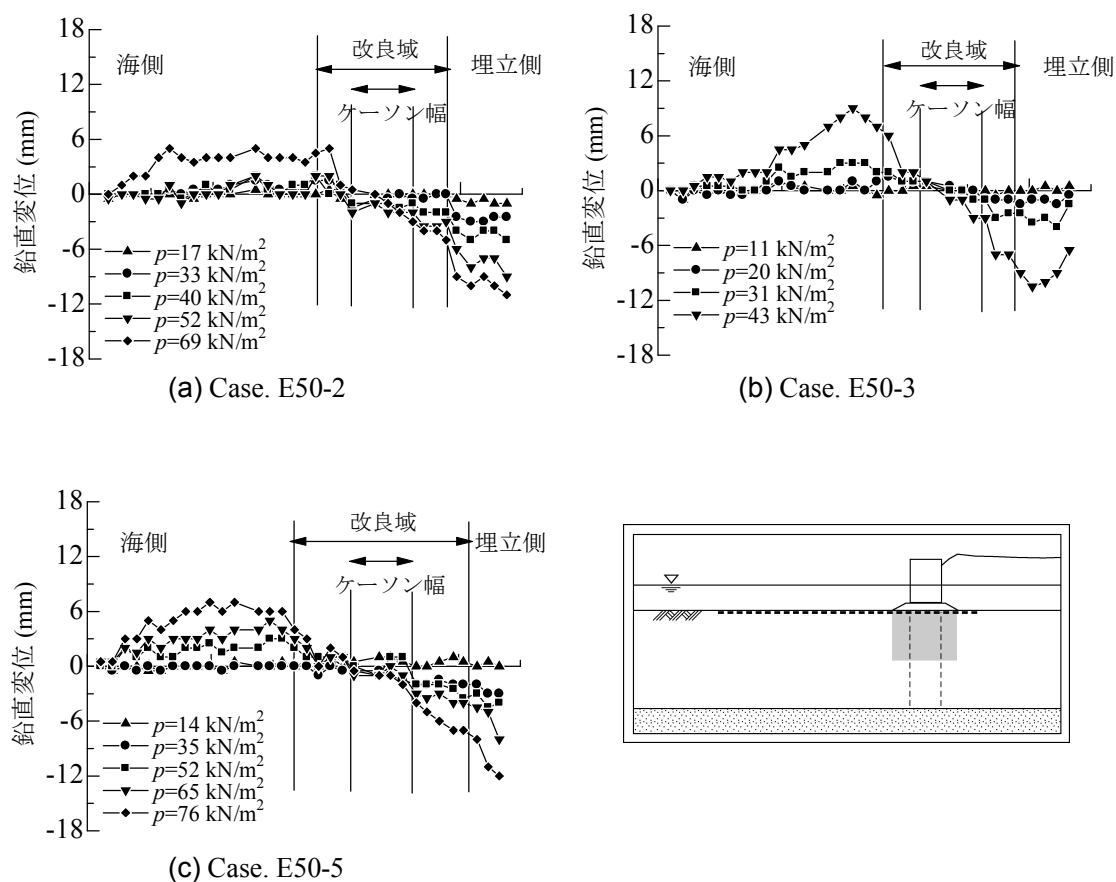 18
12
6
0
-6
-12
-18
鉛直変位 (mm)
海側
改良域
埋立側
ケーソン幅
p=17 kN/m²
p=33 kN/m²
p=40 kN/m²
p=52 kN/m²
p=69 kN/m²
(a) Case. E50-2
18
12
6
0
-6
-12
-18
鉛直変位 (mm)
海側
改良域
埋立側
ケーソン幅
p=11 kN/m²
p=20 kN/m²
p=31 kN/m²
p=43 kN/m²
(b) Case. E50-3
18
12
6
0
-6
-12
-18
鉛直変位 (mm)
海側
改良域
埋立側
ケーソン幅
p=14 kN/m²
p=35 kN/m²
p=52 kN/m²
p=65 kN/m²
p=76 kN/m²
(c) Case. E50-5